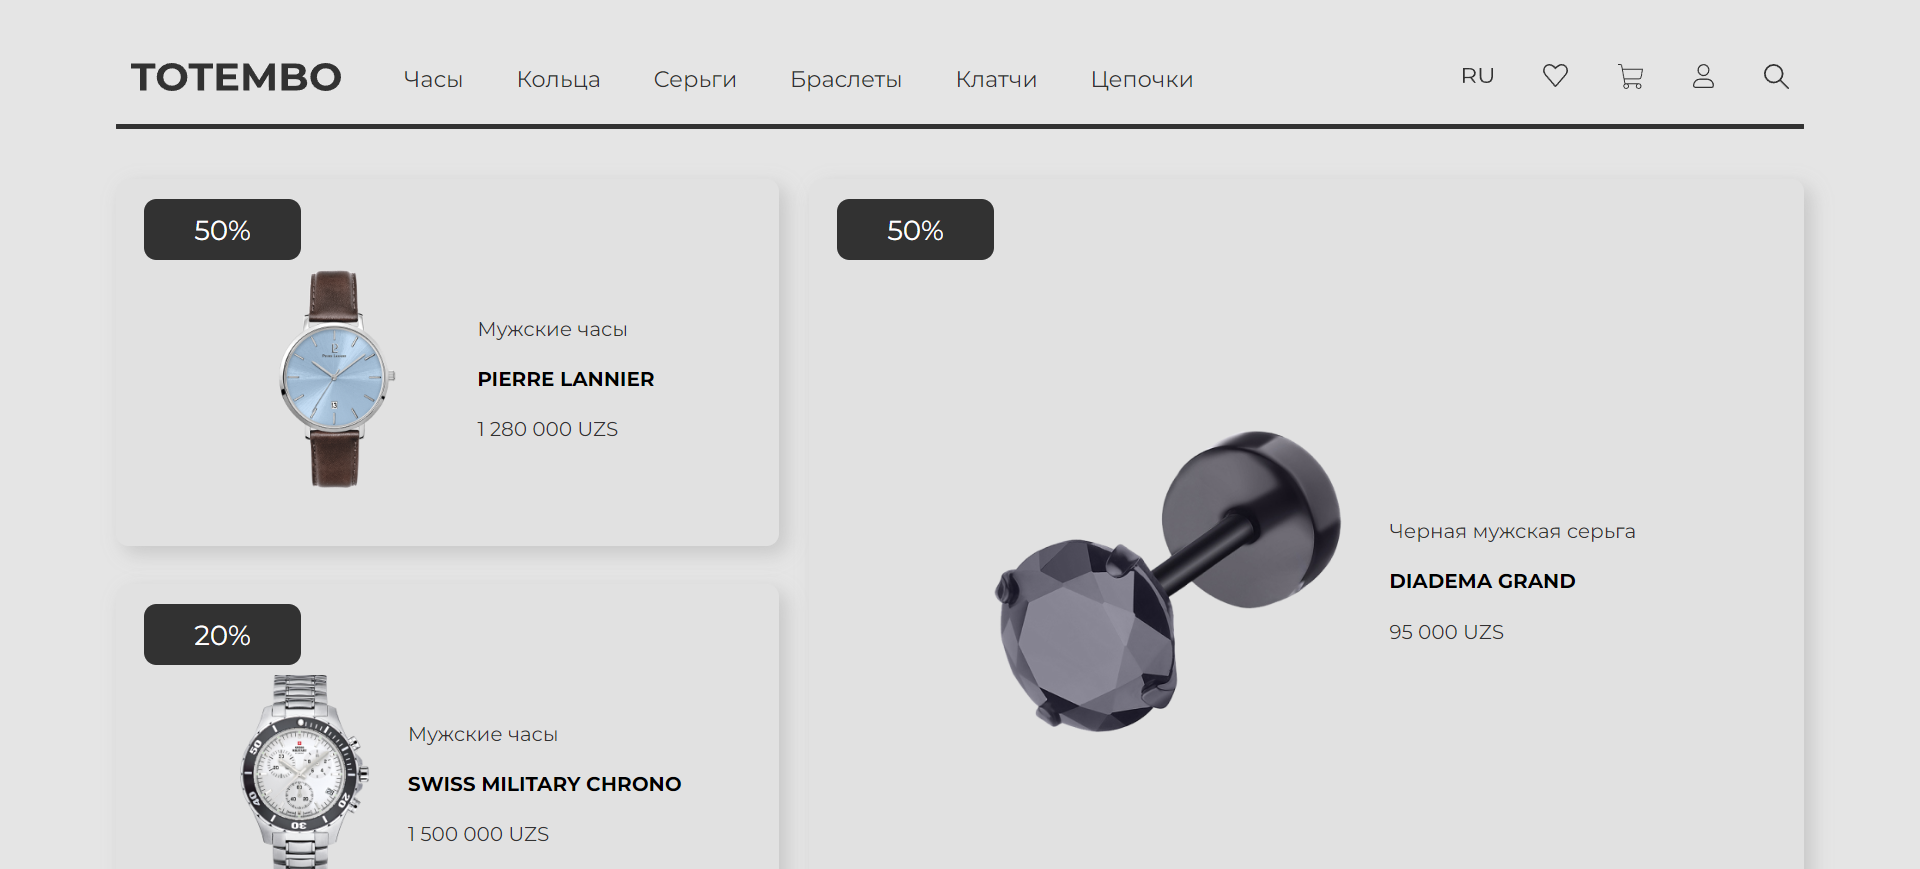 TOTEMBO
Часы
Кольца
Серьги
Браслеты
Клатчи
Цепочки
RU
50%
Мужские часы
PIERRE LANNIER
1 280 000 UZS
50%
Черная мужская серьга
DIADEMA GRAND
95 000 UZS
20%
Мужские часы
SWISS MILITARY CHRONO
1 500 000 UZS